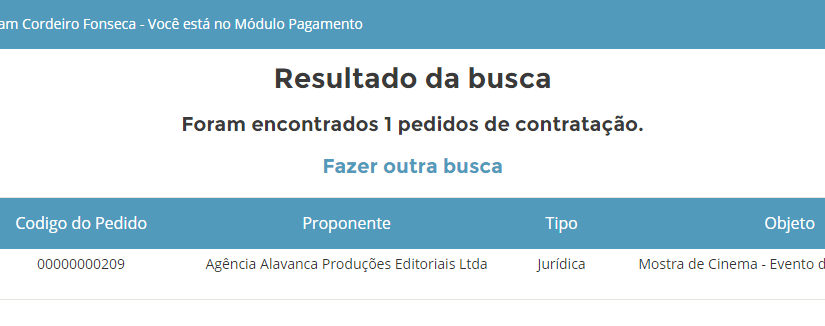 am Cordeiro Fonseca - Você está no Módulo Pagamento
Resultado da busca
Foram encontrados 1 pedidos de contratação.
Fazer outra busca
Codigo do Pedido Proponente Tipo Objeto
00000000209 Agência Alavanca Produções Editoriais Ltda Jurídica Mostra de Cinema - Evento d